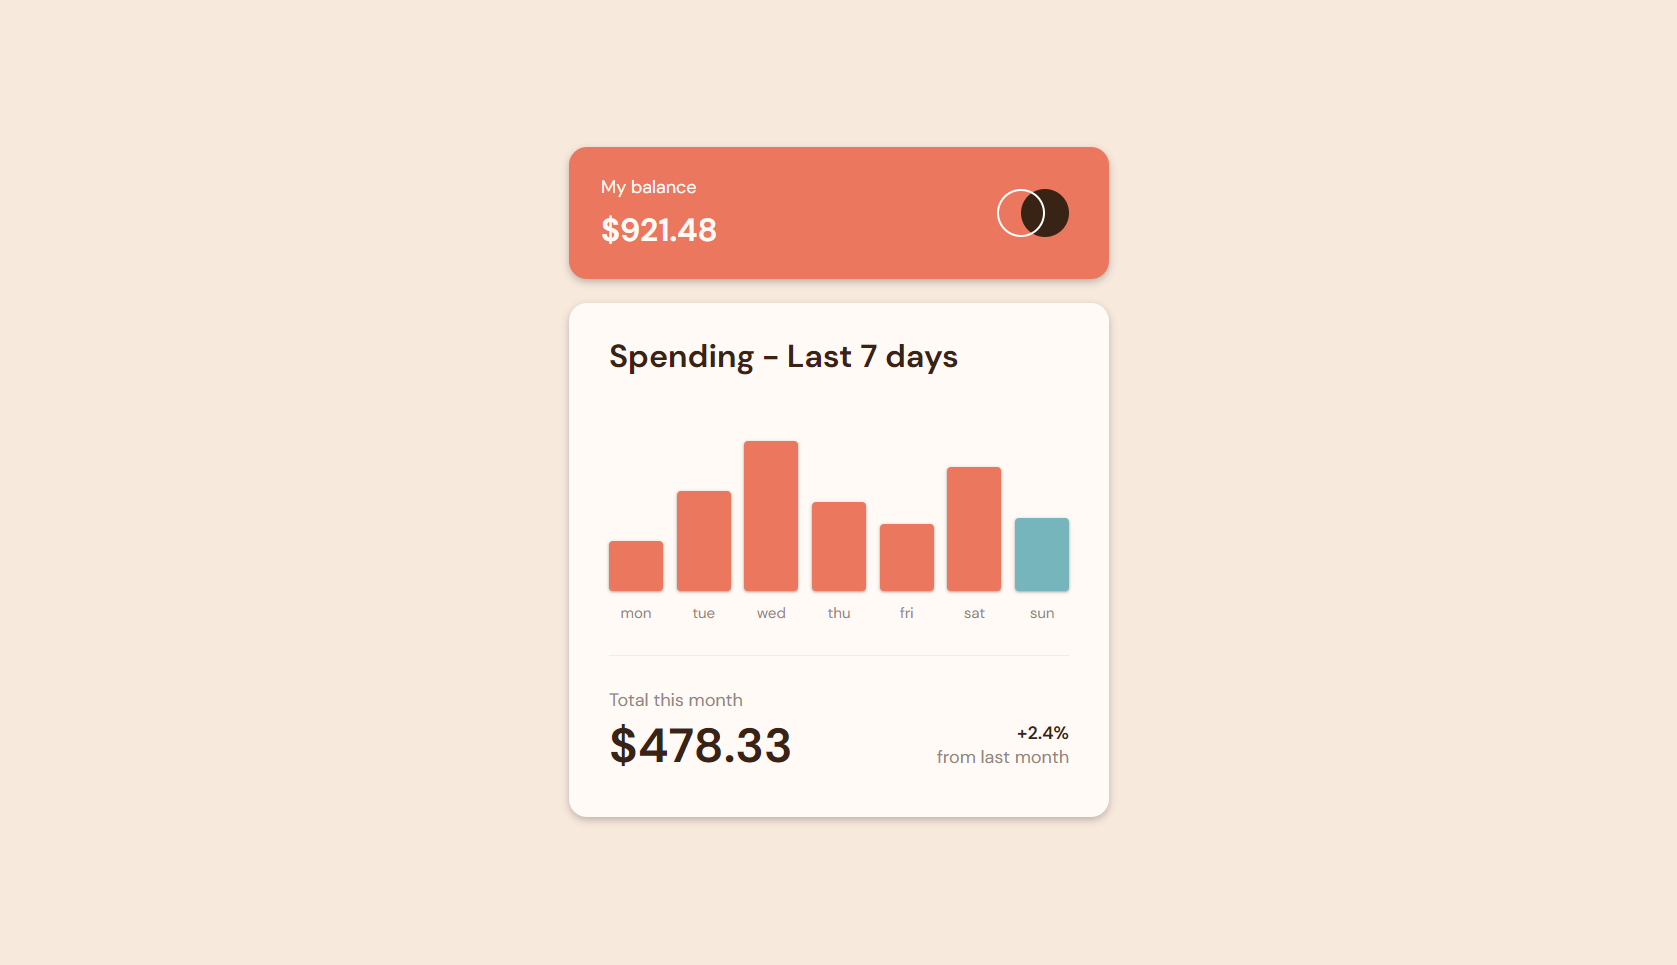 My balance
$921.48
Spending - Last 7 days
mon tue wed thu fri sat sun
Total this month
$478.33
+2.4%
from last month